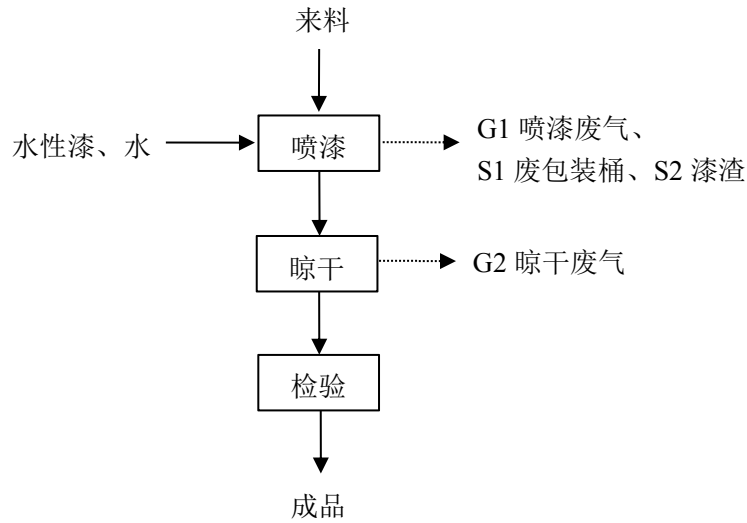 来料
水性漆、水
喷漆
G1 喷漆废气、
S1 废包装桶、S2 漆渣
晾干
G2 晾干废气
检验
成品